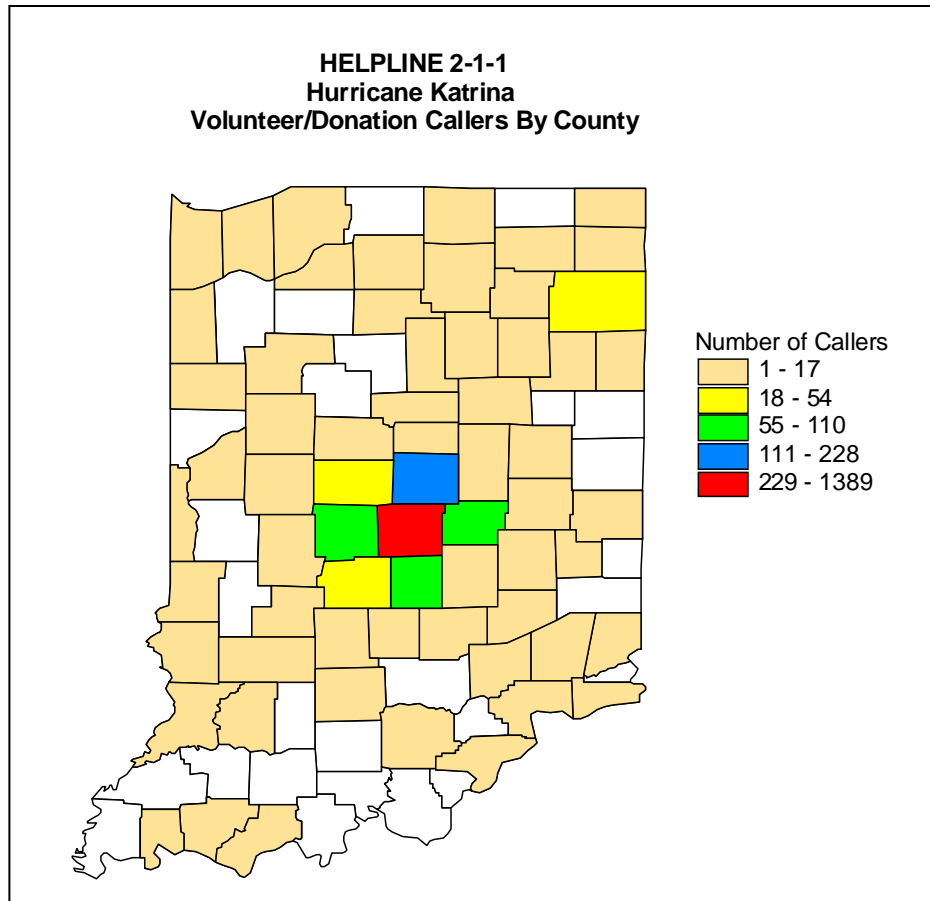 HELPLINE 2-1-1
Hurricane Katrina
Volunteer/Donation Callers By County
Number of Callers
1 - 17
18 - 54
55 - 110
111 - 228
229 - 1389